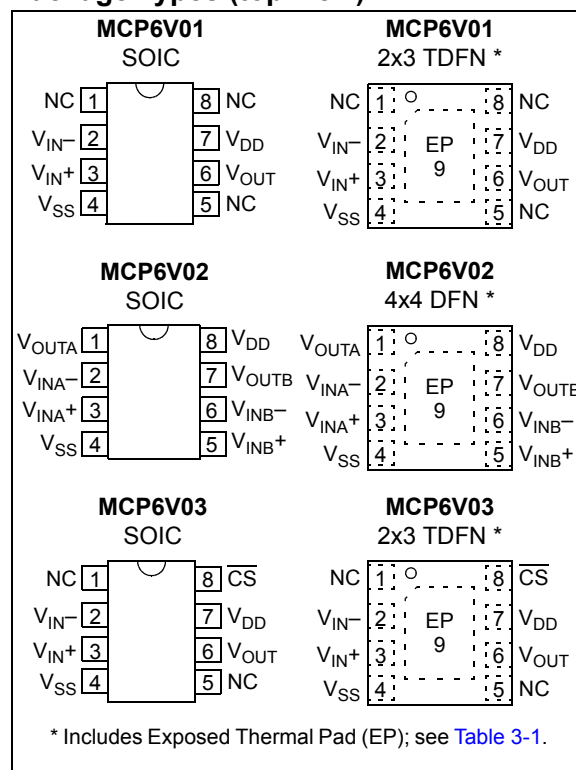 MCP6V01
SOIC
NC 1 8 NC
VIN– 2 7 VDD
VIN+ 3 6 VOUT
VSS 4 5 NC
MCP6V01
2x3 TDFN *
NC 1 8 NC
VIN– 2 7 VDD
EP
9
VIN+ 3 6 VOUT
VSS 4 5 NC
MCP6V02
SOIC
VOUTA 1 8 VDD
VINA– 2 7 VOUTB
VINA+ 3 6 VINB–
VSS 4 5 VINB+
MCP6V02
4x4 DFN *
VOUTA 1 8 VDD
VINA– 2 7 VOUTB
EP
9
VINA+ 3 6 VINB–
VSS 4 5 VINB+
MCP6V03
SOIC
NC 1 8 C̅S̅
VIN– 2 7 VDD
VIN+ 3 6 VOUT
VSS 4 5 NC
MCP6V03
2x3 TDFN *
NC 1 8 C̅S̅
VIN– 2 7 VDD
EP
9
VIN+ 3 6 VOUT
VSS 4 5 NC
* Includes Exposed Thermal Pad (EP); see Table 3-1.